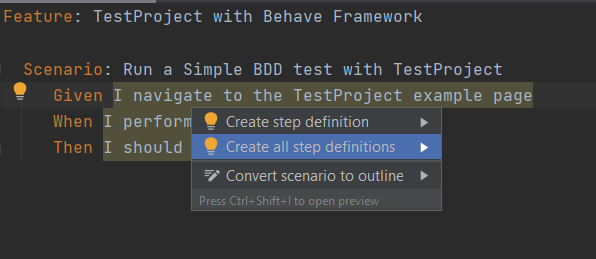 Feature: TestProject with Behave Framework
Scenario: Run a Simple BDD test with TestProject
Given I navigate to the TestProject example page
When I perform
Then I should
Create step definition
Create all step definitions
Convert scenario to outline
Press Ctrl+Shift+I to open preview